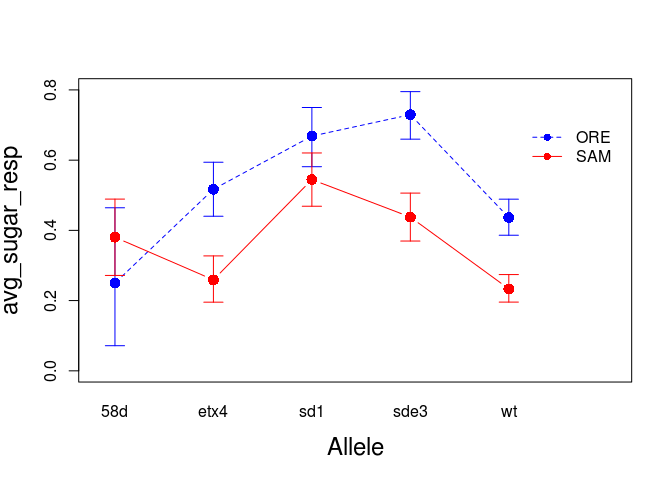 avg_sugar_resp
0.8
0.6
0.4
0.2
0.0
ORE
SAM
58d etx4 sd1 sde3 wt
Allele